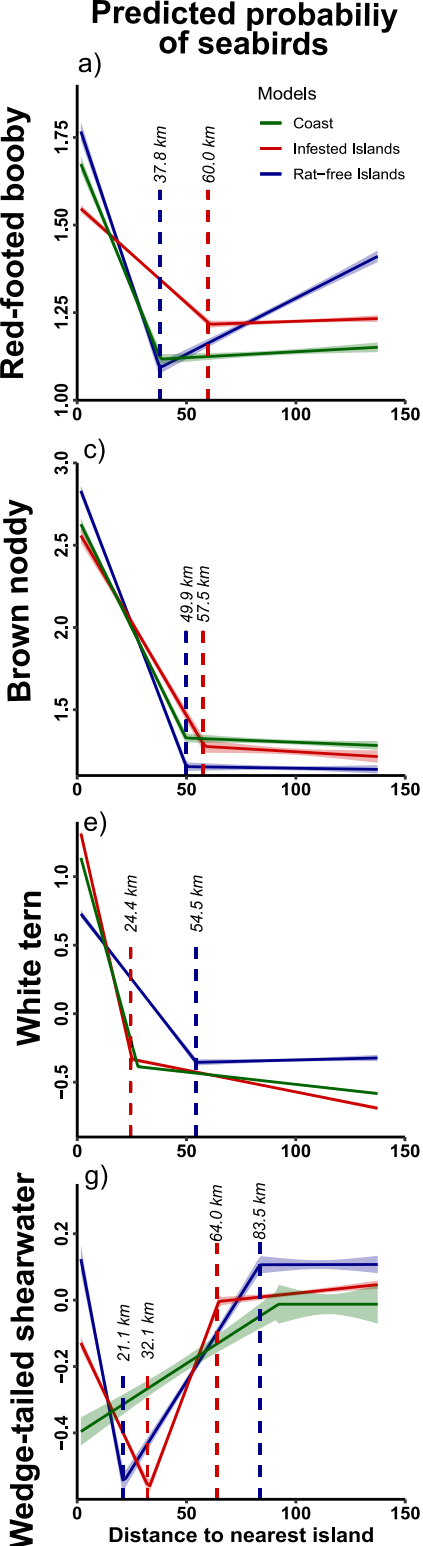 Predicted probabiliy
of seabirds
a)
Red-footed booby
Models
Coast
Infested Islands
Rat-free Islands
37.8 km
60.0 km
1.75
1.50
1.25
1.00
0 50 100 150
c)
Brown noddy
49.9 km
57.5 km
3.0
2.5
2.0
1.5
0 50 100 150
e)
White tern
24.4 km
54.5 km
1.0
0.5
0.0
-0.5
0 50 100 150
g)
Wedge-tailed shearwater
21.1 km
32.1 km
64.0 km
83.5 km
0.2
0.0
-0.2
-0.4
0 50 100 150
Distance to nearest island